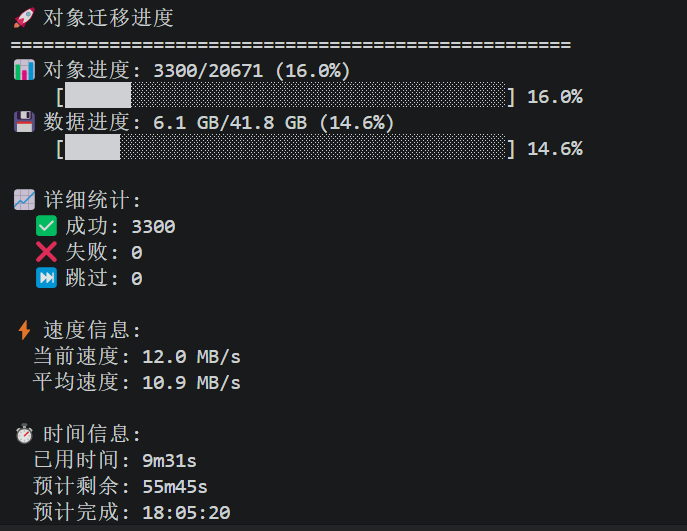 🚀 对象迁移进度
===================================================
📊 对象进度: 3300/20671 (16.0%)
[██████░░░░░░░░░░░░░░░░░░░░░░░░░░░░░░░░░░] 16.0%
💾 数据进度: 6.1 GB/41.8 GB (14.6%)
[█████░░░░░░░░░░░░░░░░░░░░░░░░░░░░░░░░░░░] 14.6%
📈 详细统计:
✅ 成功: 3300
❌ 失败: 0
⏭️ 跳过: 0
⚡ 速度信息:
当前速度: 12.0 MB/s
平均速度: 10.9 MB/s
⏱️ 时间信息:
已用时间: 9m31s
预计剩余: 55m45s
预计完成: 18:05:20